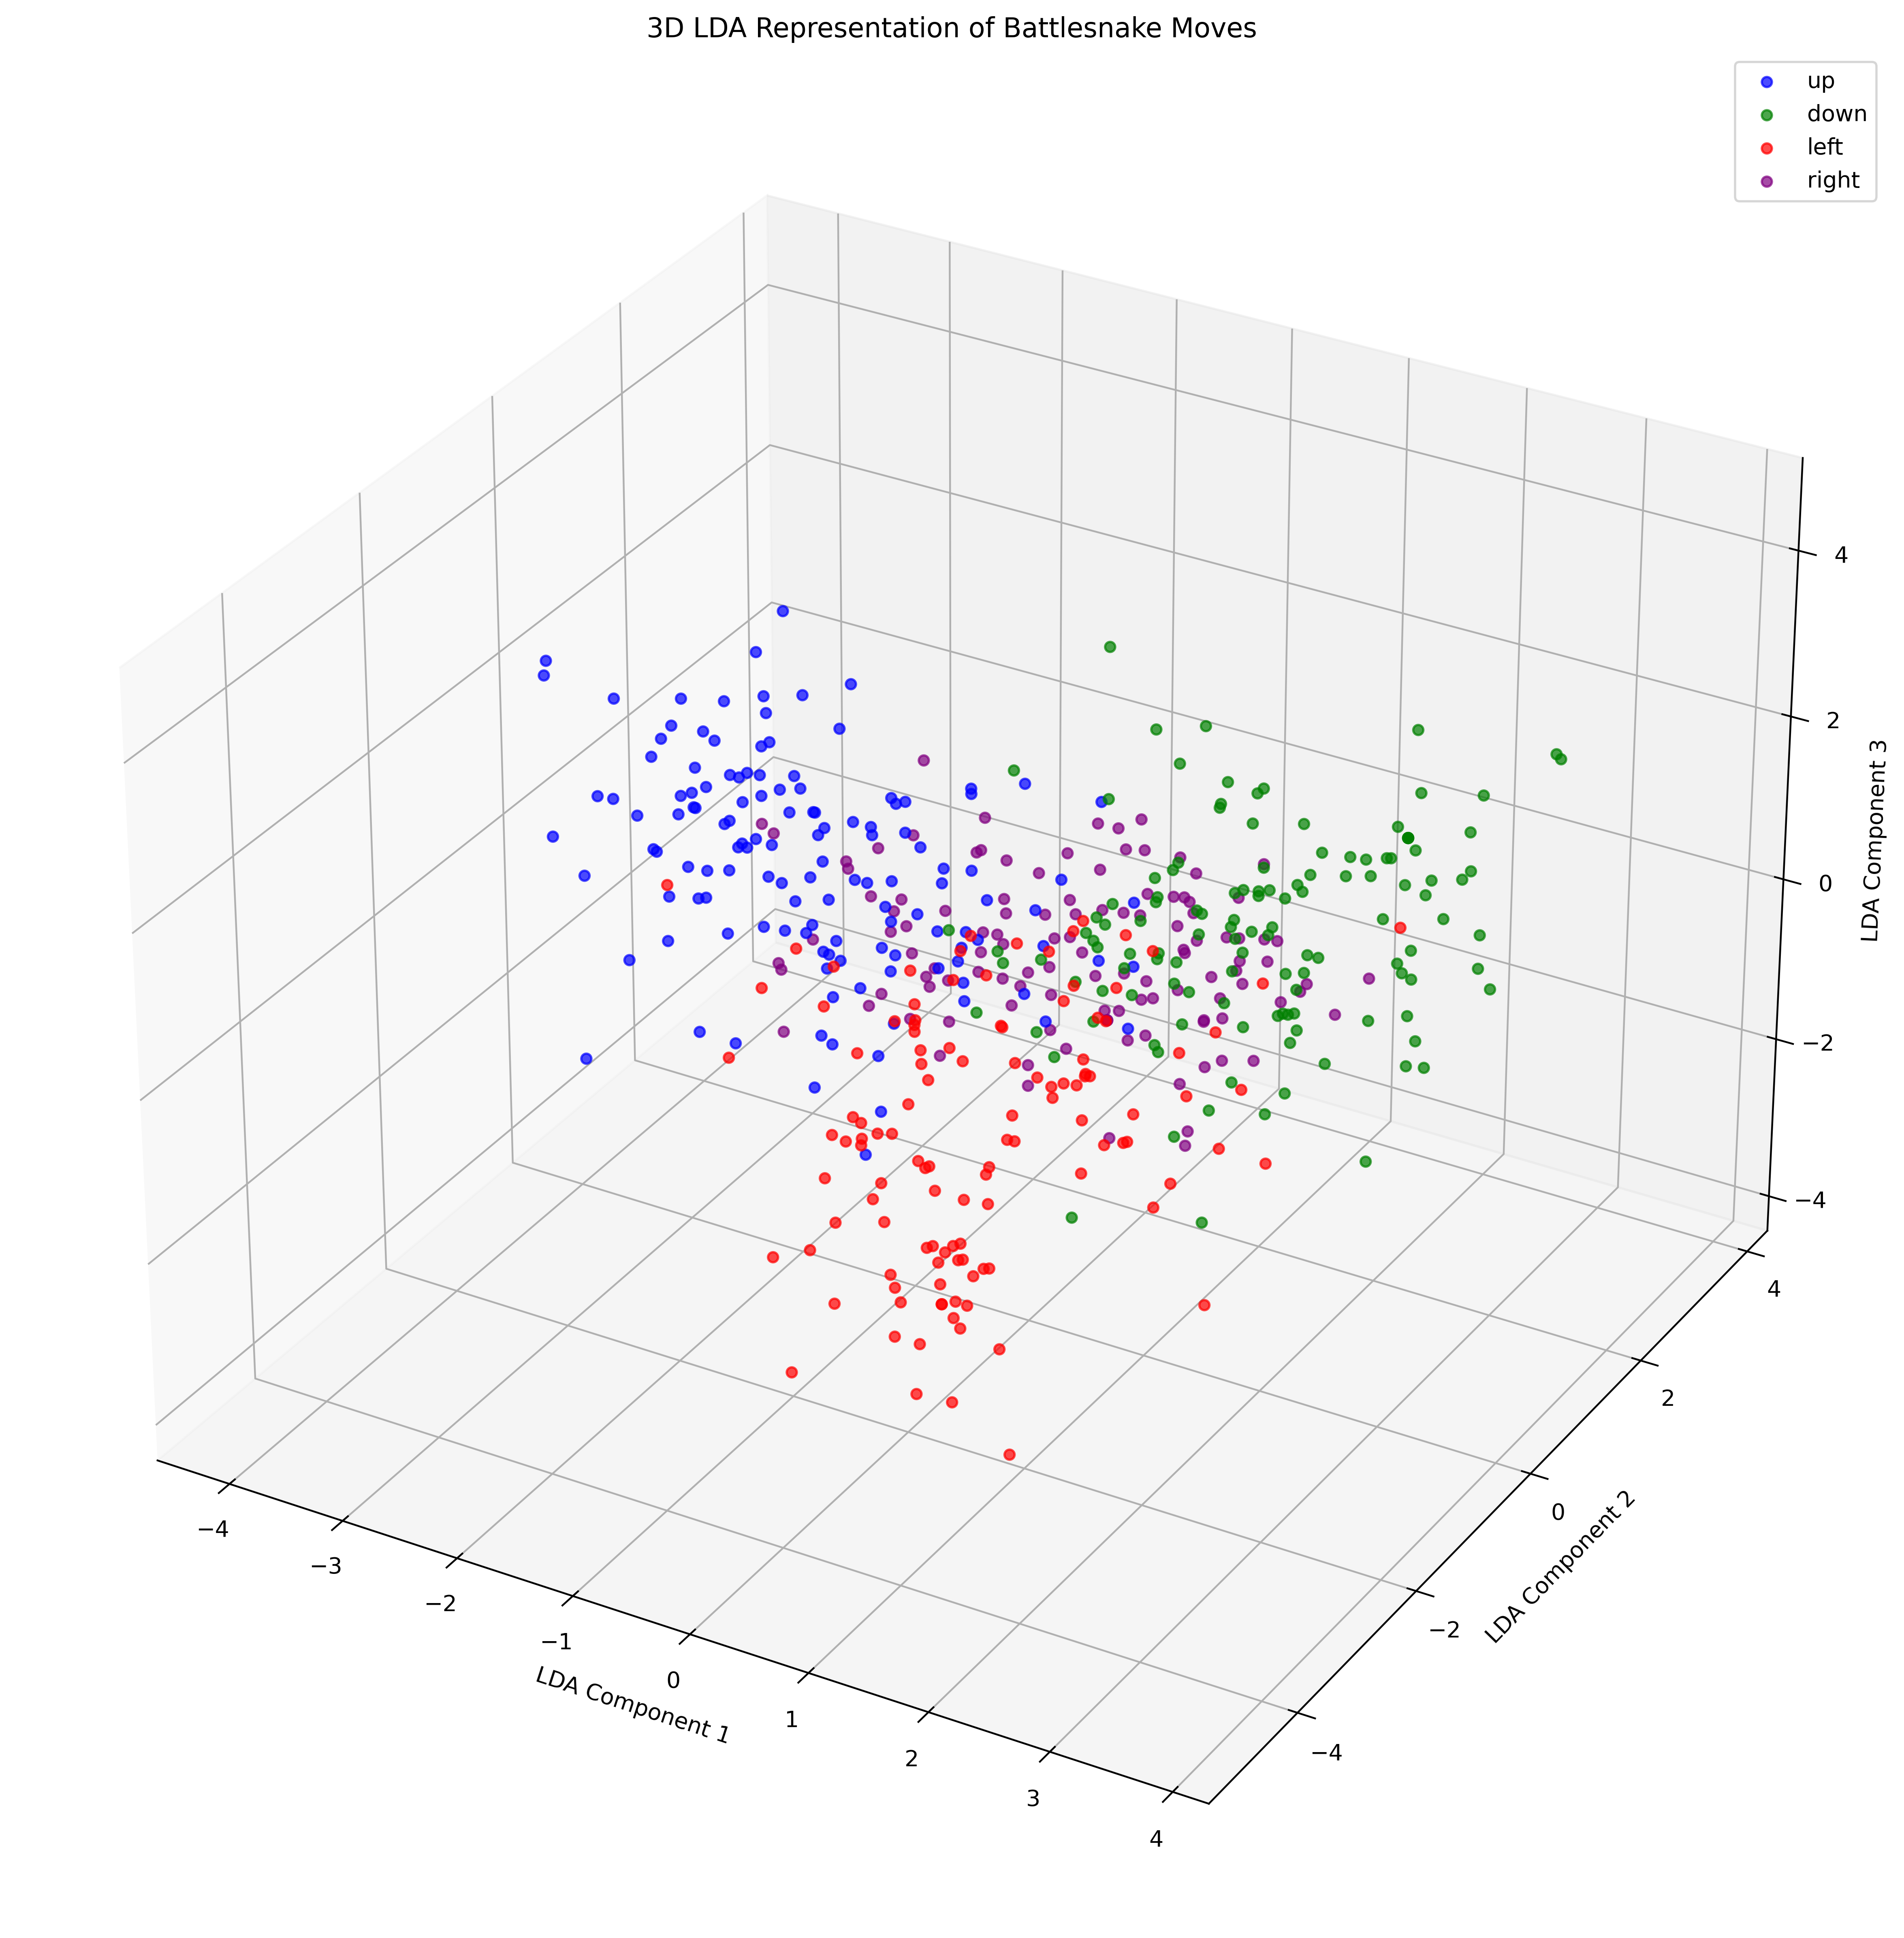 3D LDA Representation of Battlesnake Moves
up
down
left
right
4
2
0
−2
−4
LDA Component 3
4
2
0
−2
−4
LDA Component 2
−4
−3
−2
−1
0
1
2
3
4
LDA Component 1